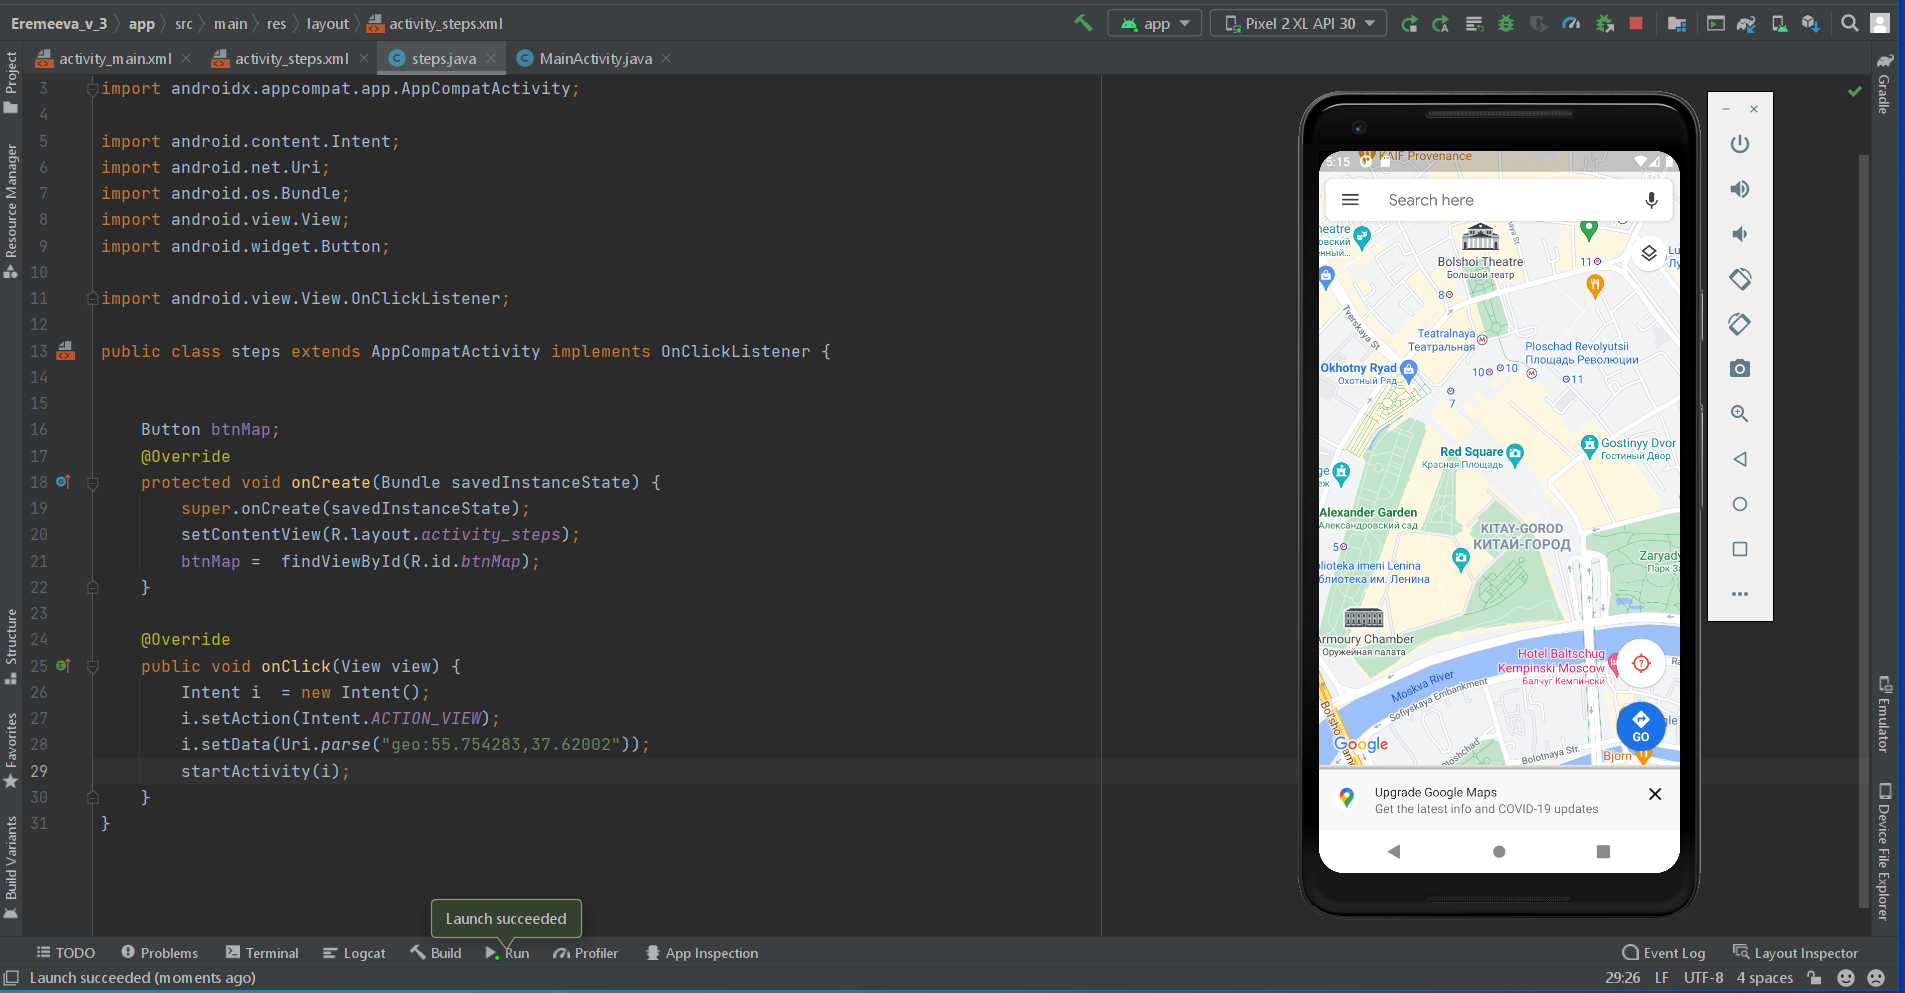 Eremeeva_v_3 app src main res layout activity_steps.xml
app
Pixel 2 XL API 30
activity_main.xml
activity_steps.xml
steps.java
MainActivity.java
Project
Resource Manager
Structure
Favorites
Build Variants
3 import androidx.appcompat.app.AppCompatActivity;
4
5 import android.content.Intent;
6 import android.net.Uri;
7 import android.os.Bundle;
8 import android.view.View;
9 import android.widget.Button;
10
11 import android.view.View.OnClickListener;
12
13 public class steps extends AppCompatActivity implements OnClickListener {
14
15
16 Button btnMap;
17 @Override
18 protected void onCreate(Bundle savedInstanceState) {
19 super.onCreate(savedInstanceState);
20 setContentView(R.layout.activity_steps);
21 btnMap = findViewById(R.id.btnMap);
22 }
23
24 @Override
25 public void onClick(View view) {
26 Intent i = new Intent();
27 i.setAction(Intent.ACTION_VIEW);
28 i.setData(Uri.parse("geo:55.754283,37.62002"));
29 startActivity(i);
30 }
31 }
5:15
KAIF Provenance
Search here
Bolshoi Theatre
Большой театр
11
8
Tverskaya St
Teatralnaya
Театральная
Ploschad Revolyutsii
Площадь Революции
Okhotny Ryad
Охотный Ряд
10
10
11
7
Red Square
Красная Площадь
Gostinyy Dvor
Гостиный Двор
Alexander Garden
Александровский сад
KITAY-GOROD
КИТАЙ-ГОРОД
5
Zaryady
Парк За
blioteka imeni Lenina
блиотека им. Ленина
Armoury Chamber
Оружейная палата
Hotel Baltschug
Kempinski Moscow
Балчуг Кемпински
Moskva River
Sofiyskaya Embankment
GO
Google
Bolotnaya Str.
Bjorn
Upgrade Google Maps
Get the latest info and COVID-19 updates
Gradle
Emulator
Device File Explorer
Launch succeeded
TODO
Problems
Terminal
Logcat
Build
Run
Profiler
App Inspection
Event Log
Layout Inspector
Launch succeeded (moments ago)
29:26 LF UTF-8 4 spaces